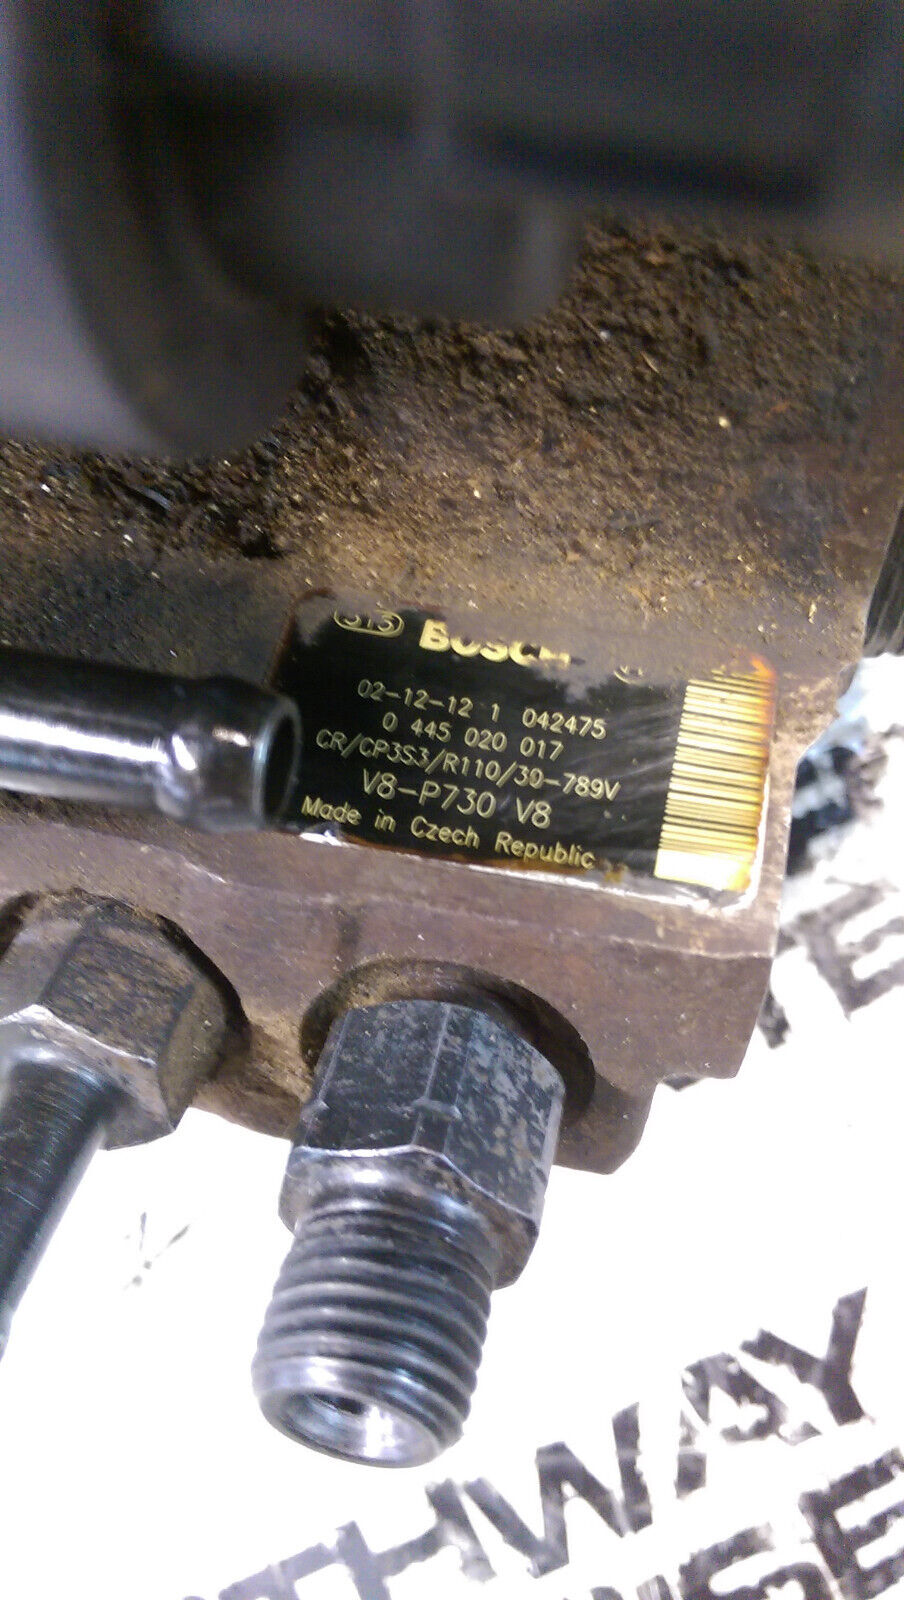 313 BOSCH
02-12-12 1 042475
0 445 020 017
CR/CP3S3/R110/30-789V
V8-P730 V8
Made in Czech Republic